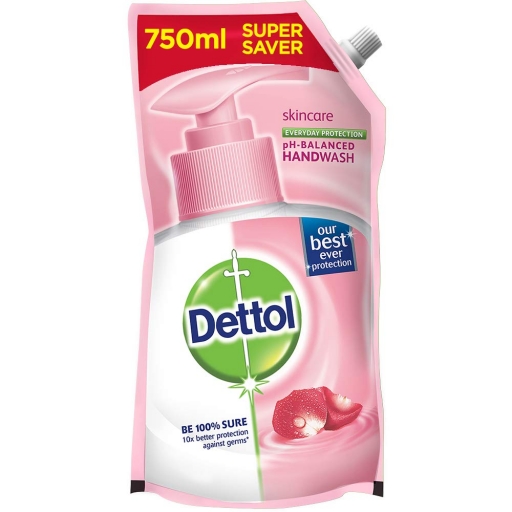 750ml SUPER
SAVER
skincare
EVERYDAY PROTECTION
pH-BALANCED
HANDWASH
our
best
ever
protection
Dettol
BE 100% SURE
10x better protection
against germs*